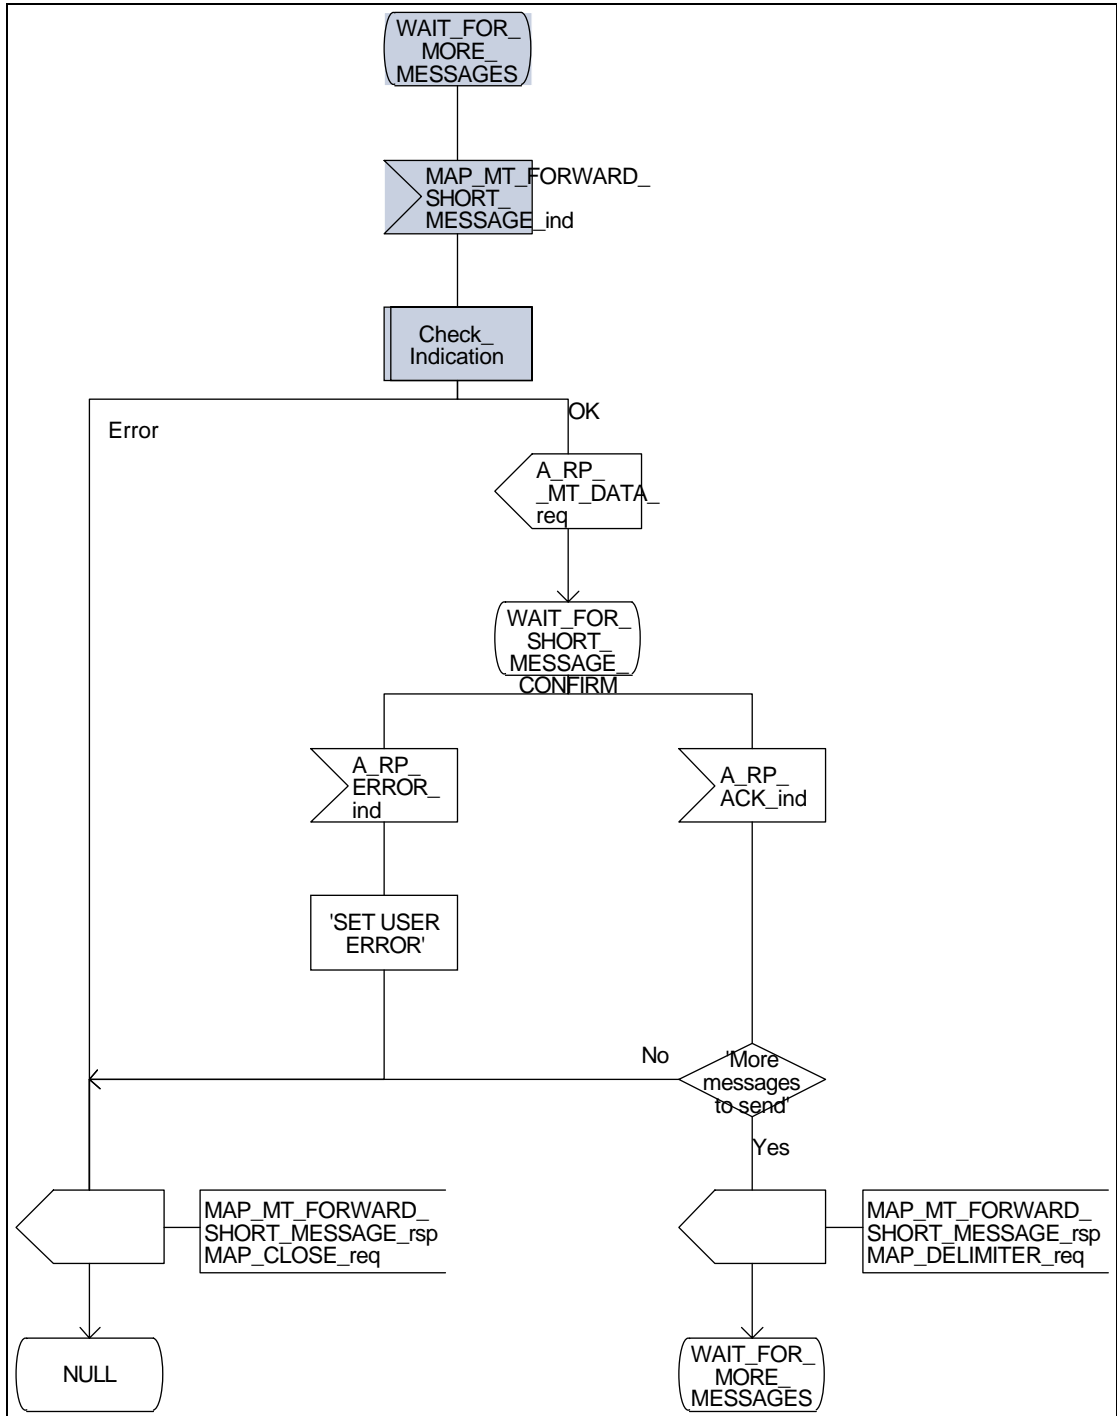 WAIT_FOR_
MORE_
MESSAGES
MAP_MT_FORWARD_
SHORT_
MESSAGE_ind
Check_
Indication
Error
OK
A_RP_
_MT_DATA_
req
WAIT_FOR_
SHORT_
MESSAGE_
CONFIRM
A_RP_
ERROR_
ind
A_RP_
ACK_ind
'SET USER
ERROR'
No
'More
messages
to send'
Yes
MAP_MT_FORWARD_
SHORT_MESSAGE_rsp
MAP_CLOSE_req
MAP_MT_FORWARD_
SHORT_MESSAGE_rsp
MAP_DELIMITER_req
NULL
WAIT_FOR_
MORE_
MESSAGES